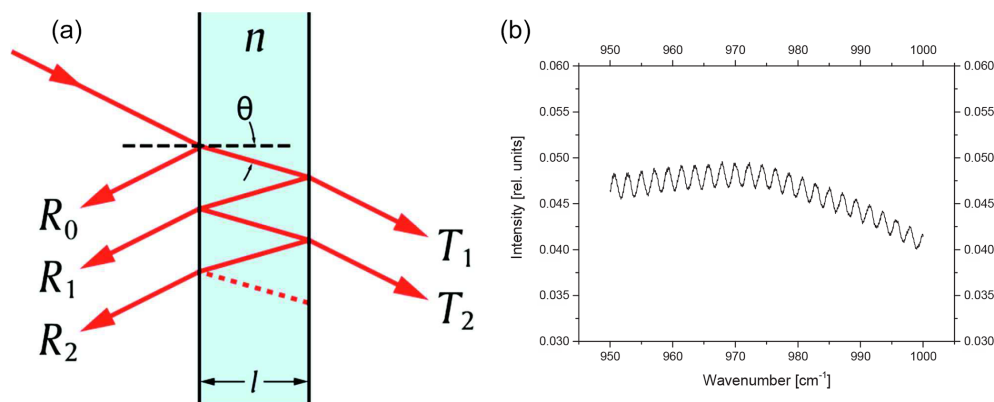 (a)
n
θ
R₀
R₁
R₂
T₁
T₂
l
(b)
950 960 970 980 990 1000
0.060 0.060
0.055 0.055
0.050 0.050
0.045 0.045
0.040 0.040
0.035 0.035
0.030 0.030
950 960 970 980 990 1000
Intensity [rel. units]
Wavenumber [cm⁻¹]